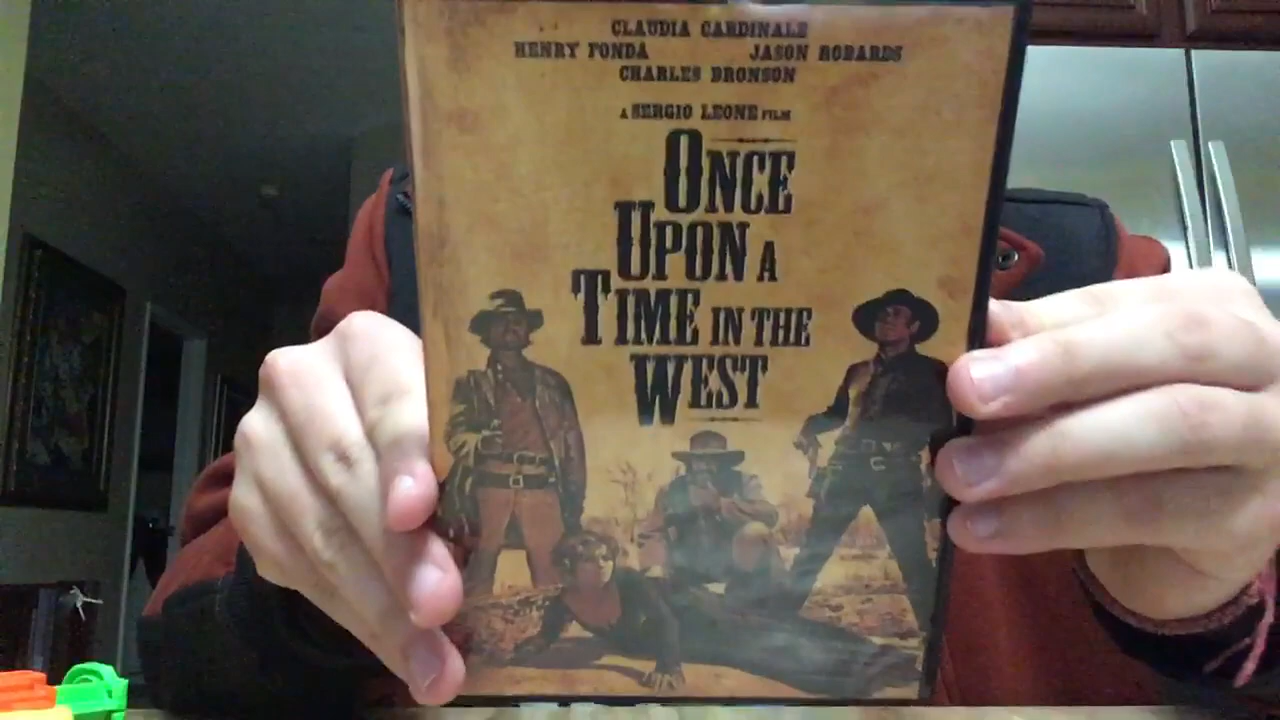 CLAUDIA CARDINALE
HENRY FONDA JASON ROBARDS
CHARLES BRONSON
A SERGIO LEONE FILM
ONCE
UPON A
TIME IN THE
WEST